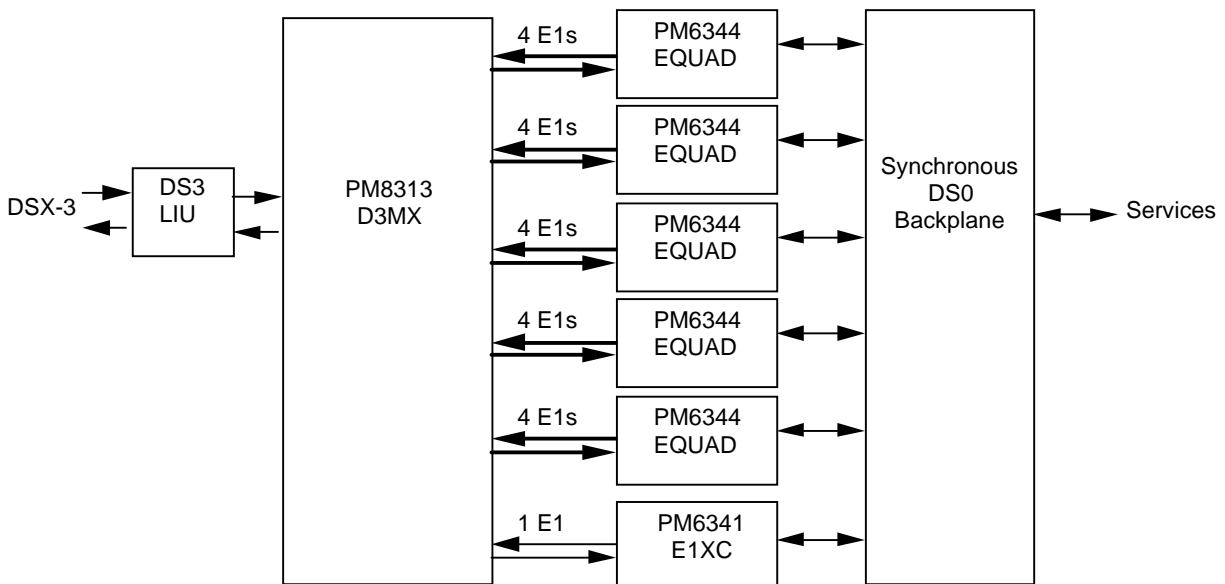 DSX-3
DS3
LIU
PM8313
D3MX
4 E1s
PM6344
EQUAD
4 E1s
PM6344
EQUAD
4 E1s
PM6344
EQUAD
4 E1s
PM6344
EQUAD
4 E1s
PM6344
EQUAD
1 E1
PM6341
E1XC
Synchronous
DS0
Backplane
Services